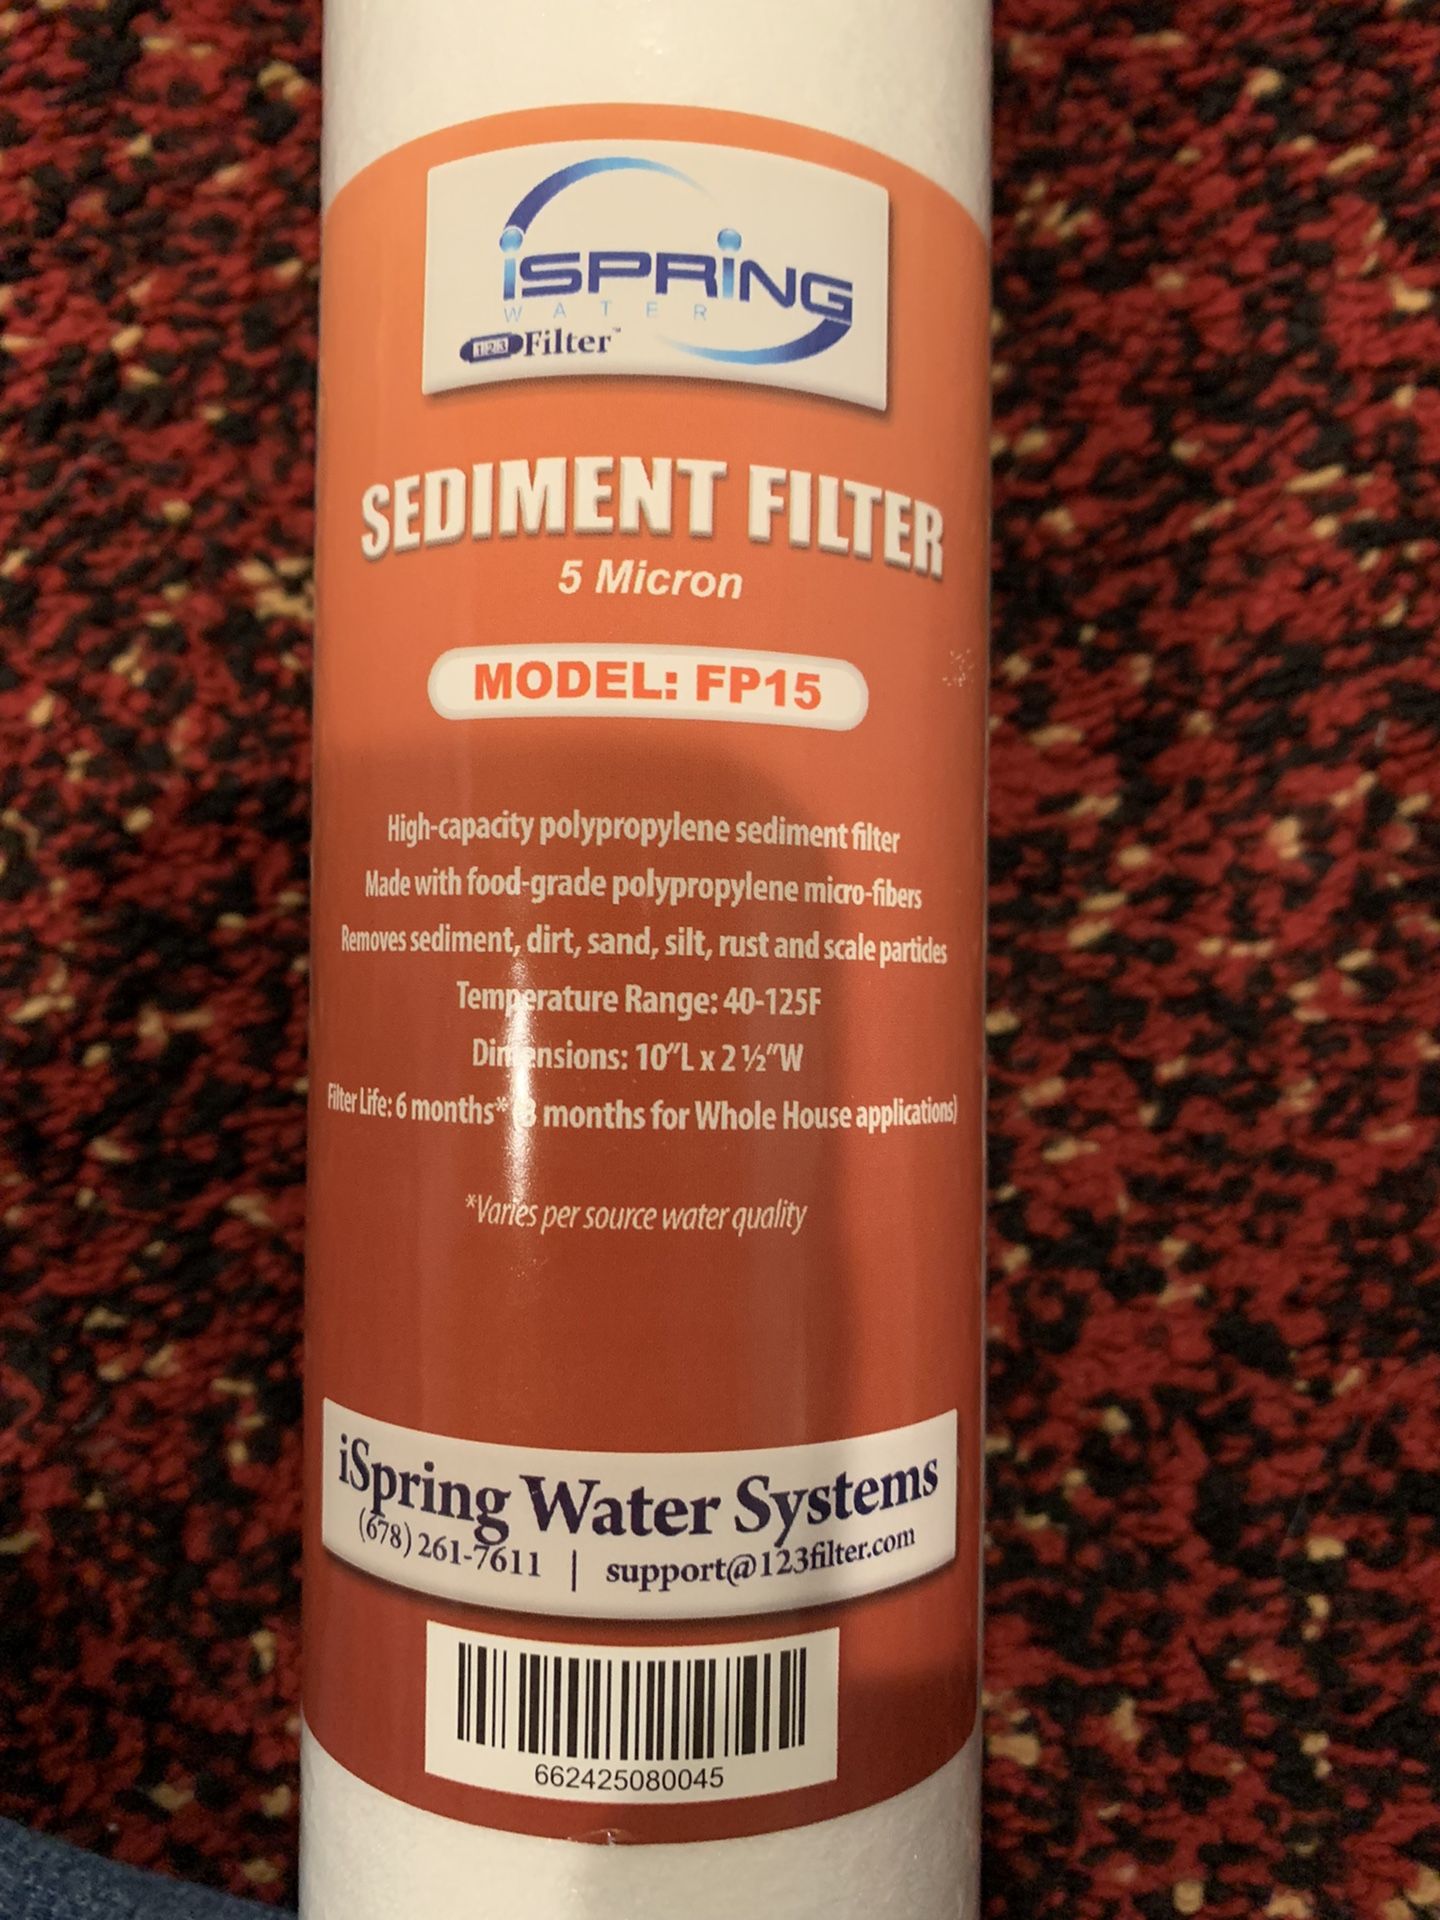 iSPRiNG
WATER
123Filter™
SEDIMENT FILTER
5 Micron
MODEL: FP15
High-capacity polypropylene sediment filter
Made with food-grade polypropylene micro-fibers
Removes sediment, dirt, sand, silt, rust and scale particles
Temperature Range: 40-125F
Dimensions: 10"L x 2 ½"W
Filter Life: 6 months* months for Whole House applications)
*Varies per source water quality
iSpring Water Systems
(678) 261-7611 | support@123filter.com
662425080045